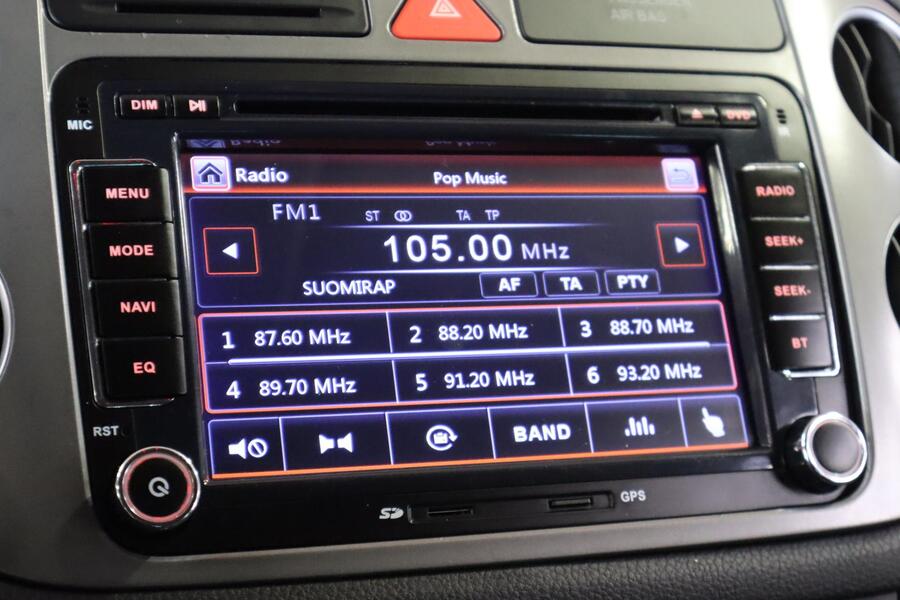 PASSENGER
AIR BAG
DIM
DVD
MIC
MENU
MODE
NAVI
EQ
RST
Radio
Pop Music
FM1 ST TA TP
105.00 MHz
SUOMIRAP AF TA PTY
1 87.60 MHz 2 88.20 MHz 3 88.70 MHz
4 89.70 MHz 5 91.20 MHz 6 93.20 MHz
BAND
RADIO
SEEK+
SEEK-
BT
SD
GPS